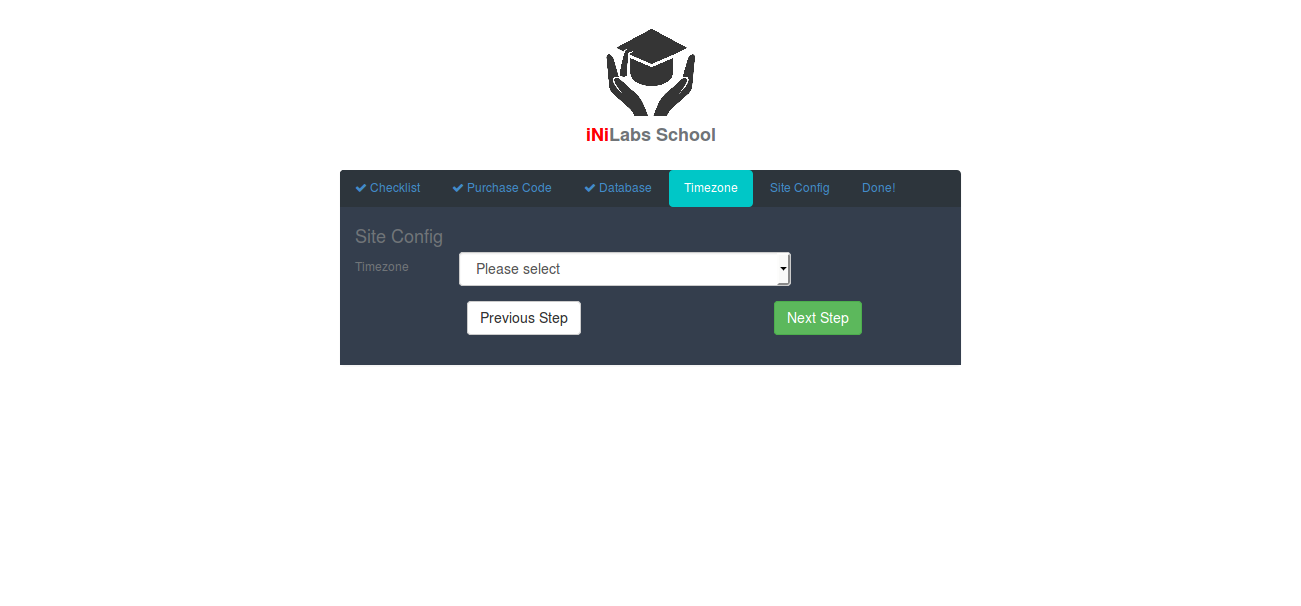 iNiLabs School
Checklist Purchase Code Database Timezone Site Config Done!
Site Config
Timezone Please select
Previous Step Next Step